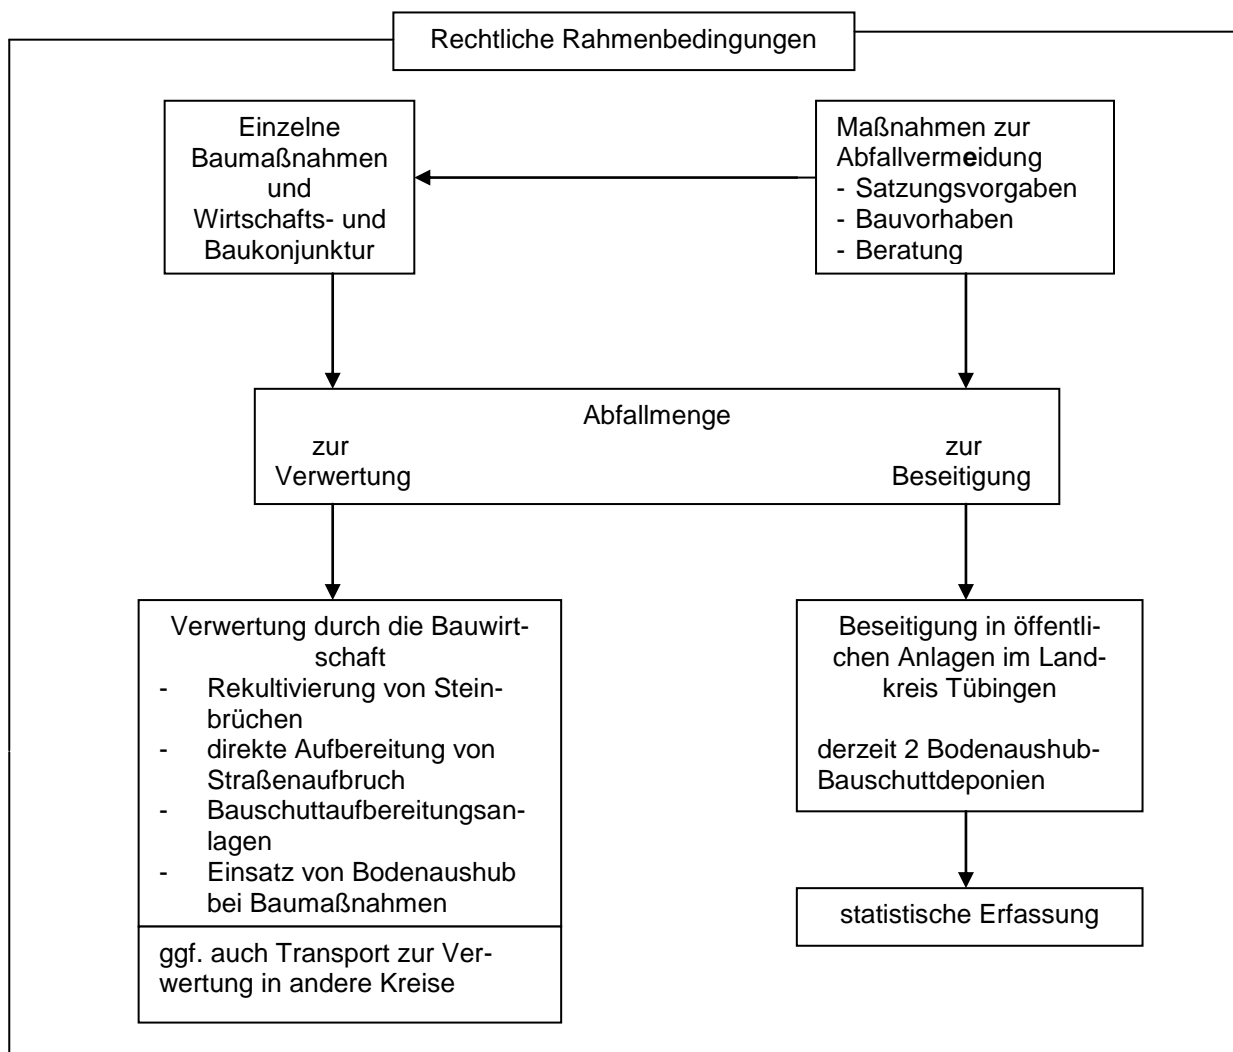 Rechtliche Rahmenbedingungen
Einzelne
Baumaßnahmen
und
Wirtschafts- und
Baukonjunktur
Maßnahmen zur
Abfallvermeidung
- Satzungsvorgaben
- Bauvorhaben
- Beratung
Abfallmenge
zur
Verwertung
zur
Beseitigung
Verwertung durch die Bauwirt-
schaft
- Rekultivierung von Stein-
brüchen
- direkte Aufbereitung von
Straßenaufbruch
- Bauschuttaufbereitungsan-
lagen
- Einsatz von Bodenaushub
bei Baumaßnahmen
ggf. auch Transport zur Ver-
wertung in andere Kreise
Beseitigung in öffentli-
chen Anlagen im Land-
kreis Tübingen
derzeit 2 Bodenaushub-
Bauschuttdeponien
statistische Erfassung